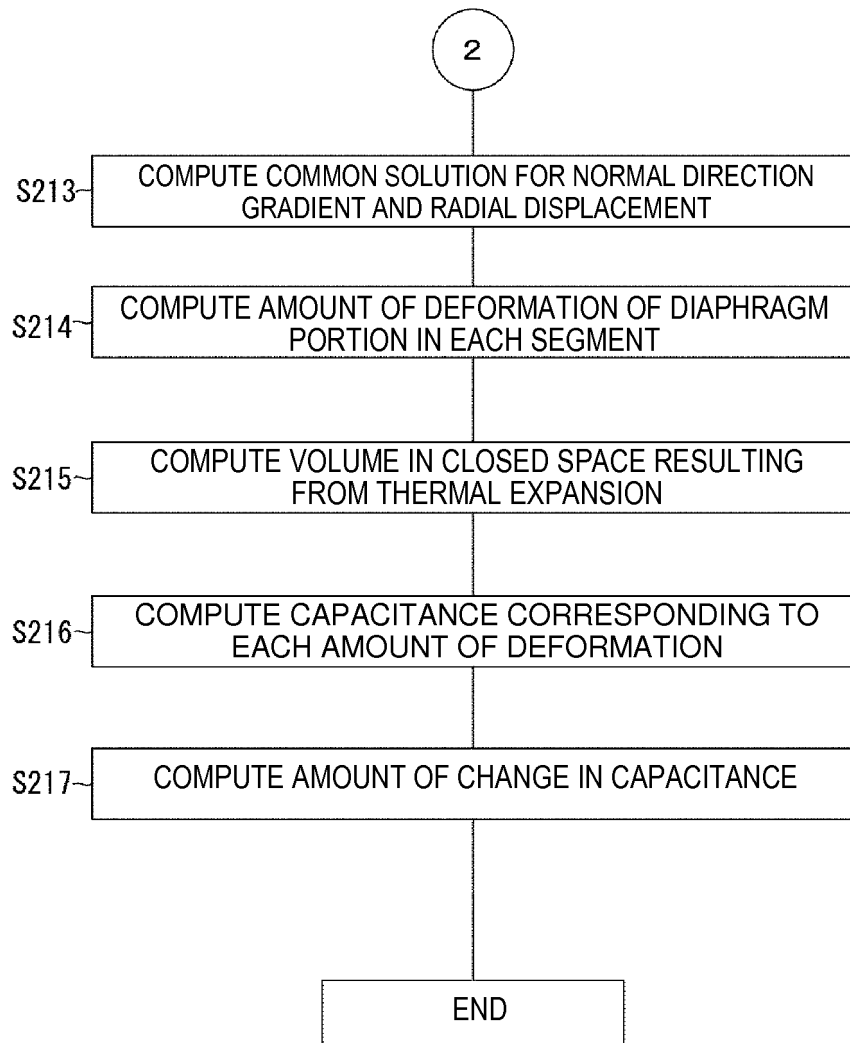 2
S213
COMPUTE COMMON SOLUTION FOR NORMAL DIRECTION
GRADIENT AND RADIAL DISPLACEMENT
S214
COMPUTE AMOUNT OF DEFORMATION OF DIAPHRAGM
PORTION IN EACH SEGMENT
S215
COMPUTE VOLUME IN CLOSED SPACE RESULTING
FROM THERMAL EXPANSION
S216
COMPUTE CAPACITANCE CORRESPONDING TO
EACH AMOUNT OF DEFORMATION
S217
COMPUTE AMOUNT OF CHANGE IN CAPACITANCE
END